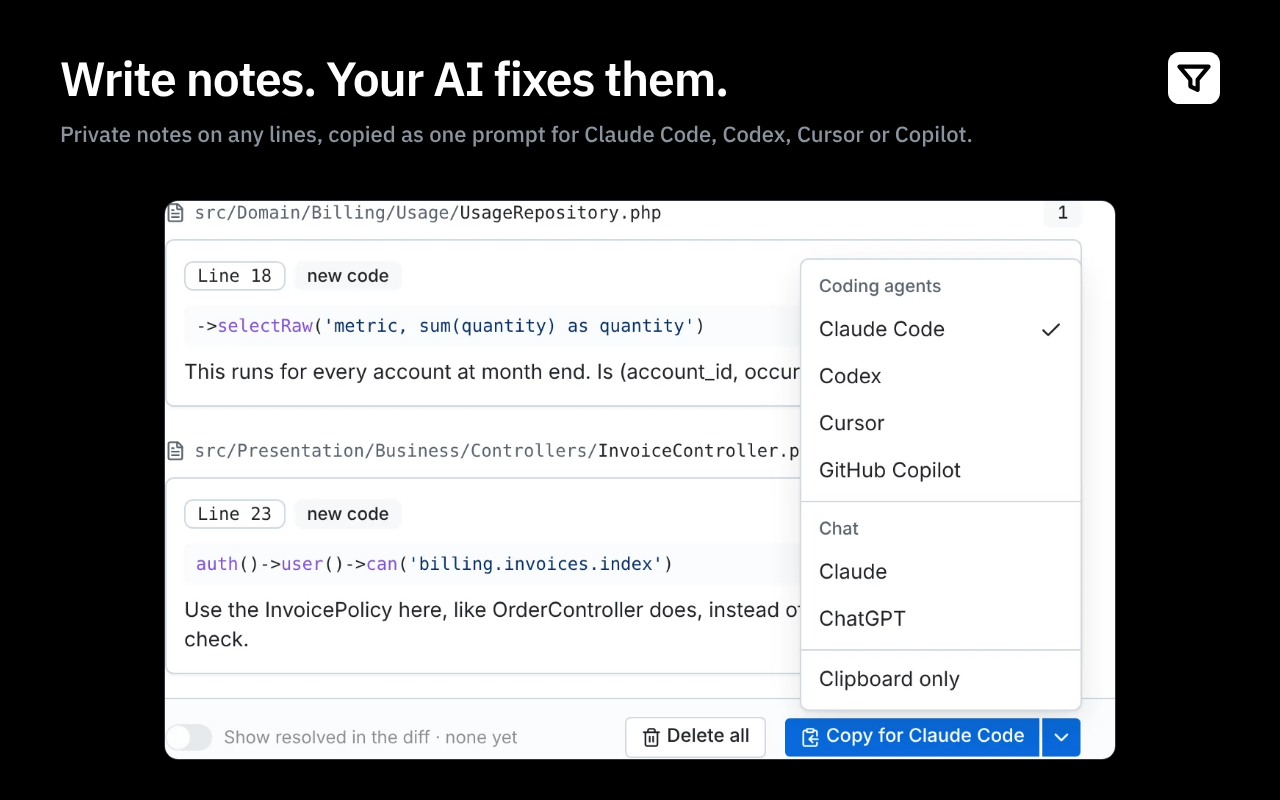 Write notes. Your AI fixes them.
Private notes on any lines, copied as one prompt for Claude Code, Codex, Cursor or Copilot.
src/Domain/Billing/Usage/UsageRepository.php
1
Line 18
new code
->selectRaw('metric, sum(quantity) as quantity')
This runs for every account at month end. Is (account_id,
src/Presentation/Business/Controllers/InvoiceController.p
Line 23
new code
auth()->user()->can('billing.invoices.index')
Use the InvoicePolicy here, like OrderController does, instead
check.
Coding agents
Claude Code
Codex
Cursor
GitHub Copilot
Chat
Claude
ChatGPT
Clipboard only
Show resolved in the diff · none yet
Delete all
Copy for Claude Code